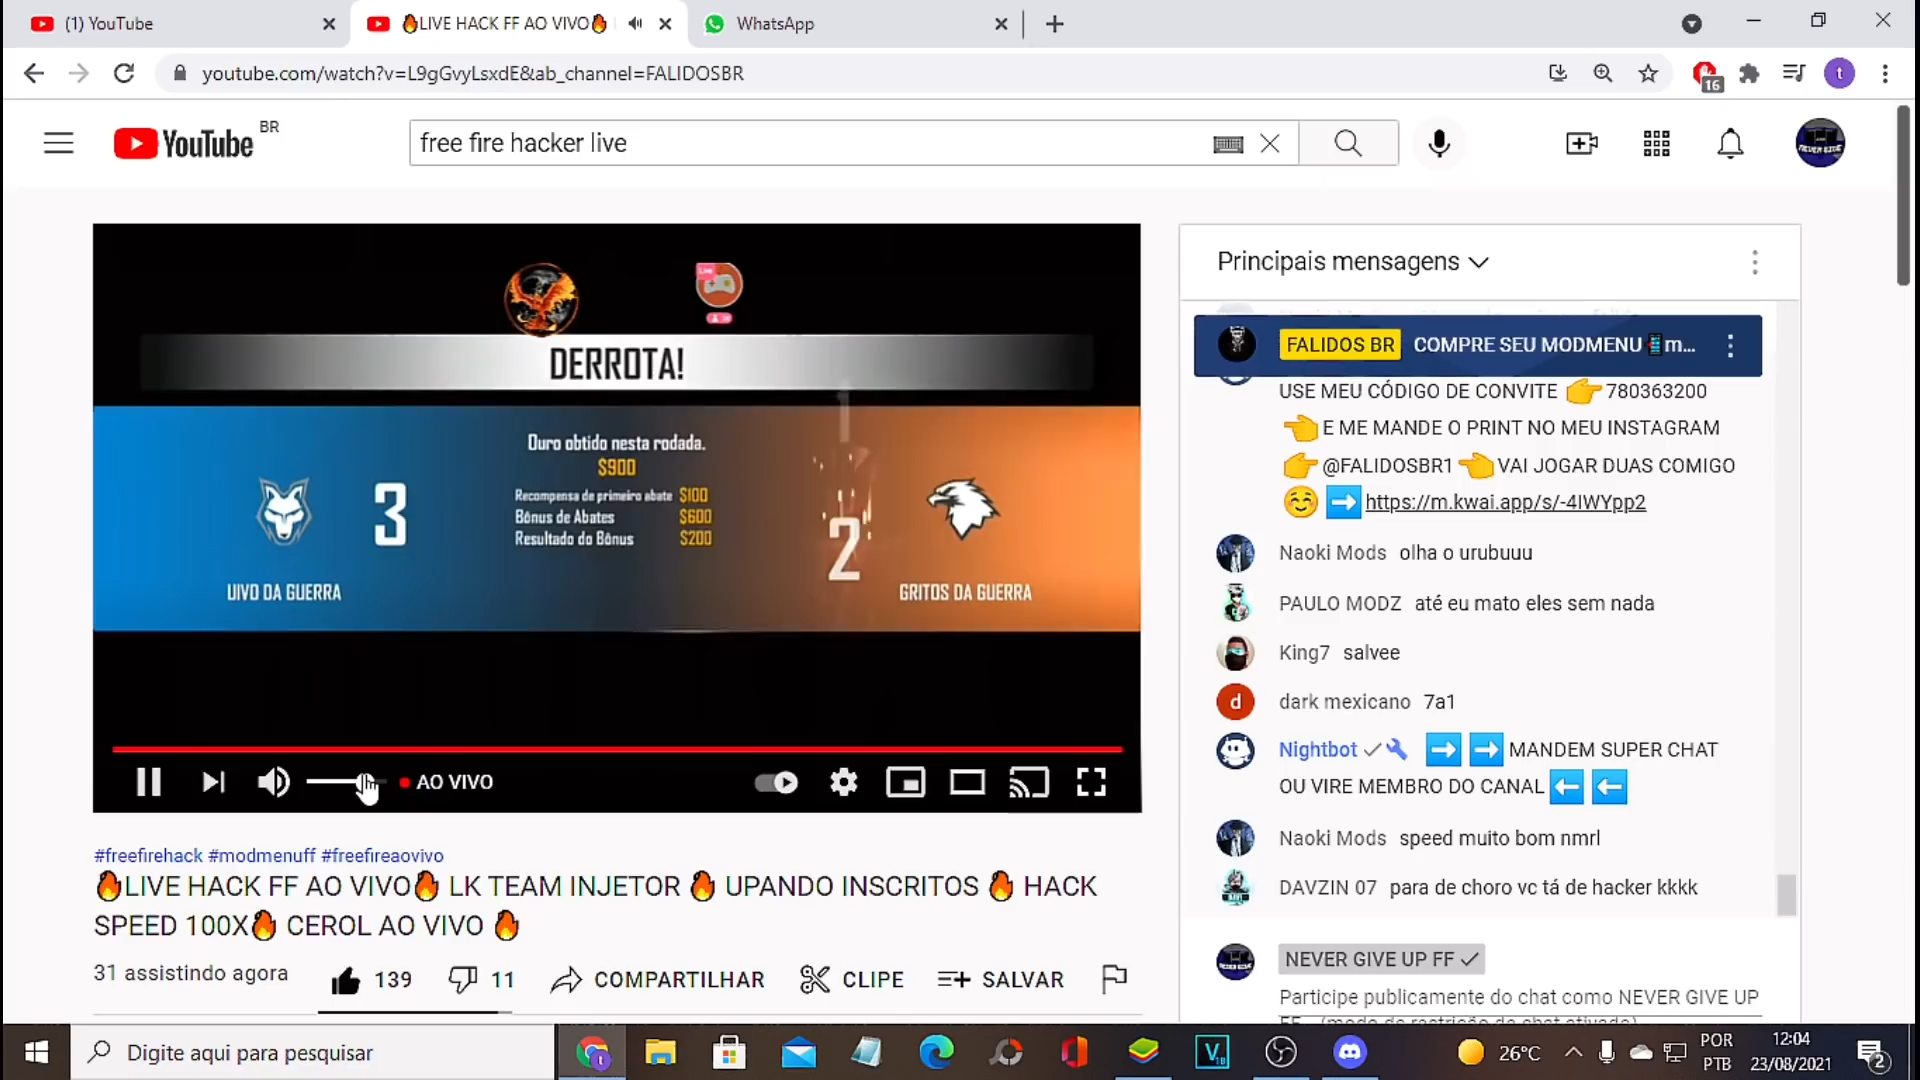 (1) YouTube
🔥LIVE HACK FF AO VIVO🔥
WhatsApp
youtube.com/watch?v=L9gGvyLsxdE&ab_channel=FALIDOSBR
16
t
YouTube BR
free fire hacker live
DERROTA!
Ouro obtido nesta rodada.
$900
Recompensa de primeiro abate $100
Bônus de Abates $600
Resultado do Bônus $200
3
2
UIVO DA GUERRA
GRITOS DA GUERRA
AO VIVO
#freefirehack #modmenuff #freefireaovivo
🔥LIVE HACK FF AO VIVO🔥 LK TEAM INJETOR 🔥 UPANDO INSCRITOS 🔥 HACK
SPEED 100X🔥 CEROL AO VIVO 🔥
31 assistindo agora
139
11
COMPARTILHAR
CLIPE
SALVAR
Principais mensagens
FALIDOS BR COMPRE SEU MODMENU 📲m...
USE MEU CÓDIGO DE CONVITE 👉780363200
👈E ME MANDE O PRINT NO MEU INSTAGRAM
👉@FALIDOSBR1👈VAI JOGAR DUAS COMIGO
☺️➡️https://m.kwai.app/s/-4IWYpp2
Naoki Mods olha o urubuuu
PAULO MODZ até eu mato eles sem nada
King7 salvee
d
dark mexicano 7a1
Nightbot ➡️➡️MANDEM SUPER CHAT
OU VIRE MEMBRO DO CANAL⬅️⬅️
Naoki Mods speed muito bom nmrl
DAVZIN 07 para de choro vc tá de hacker kkkk
NEVER GIVE UP FF
Participe publicamente do chat como NEVER GIVE UP
Digite aqui para pesquisar
26°C
POR
PTB
12:04
23/08/2021
2